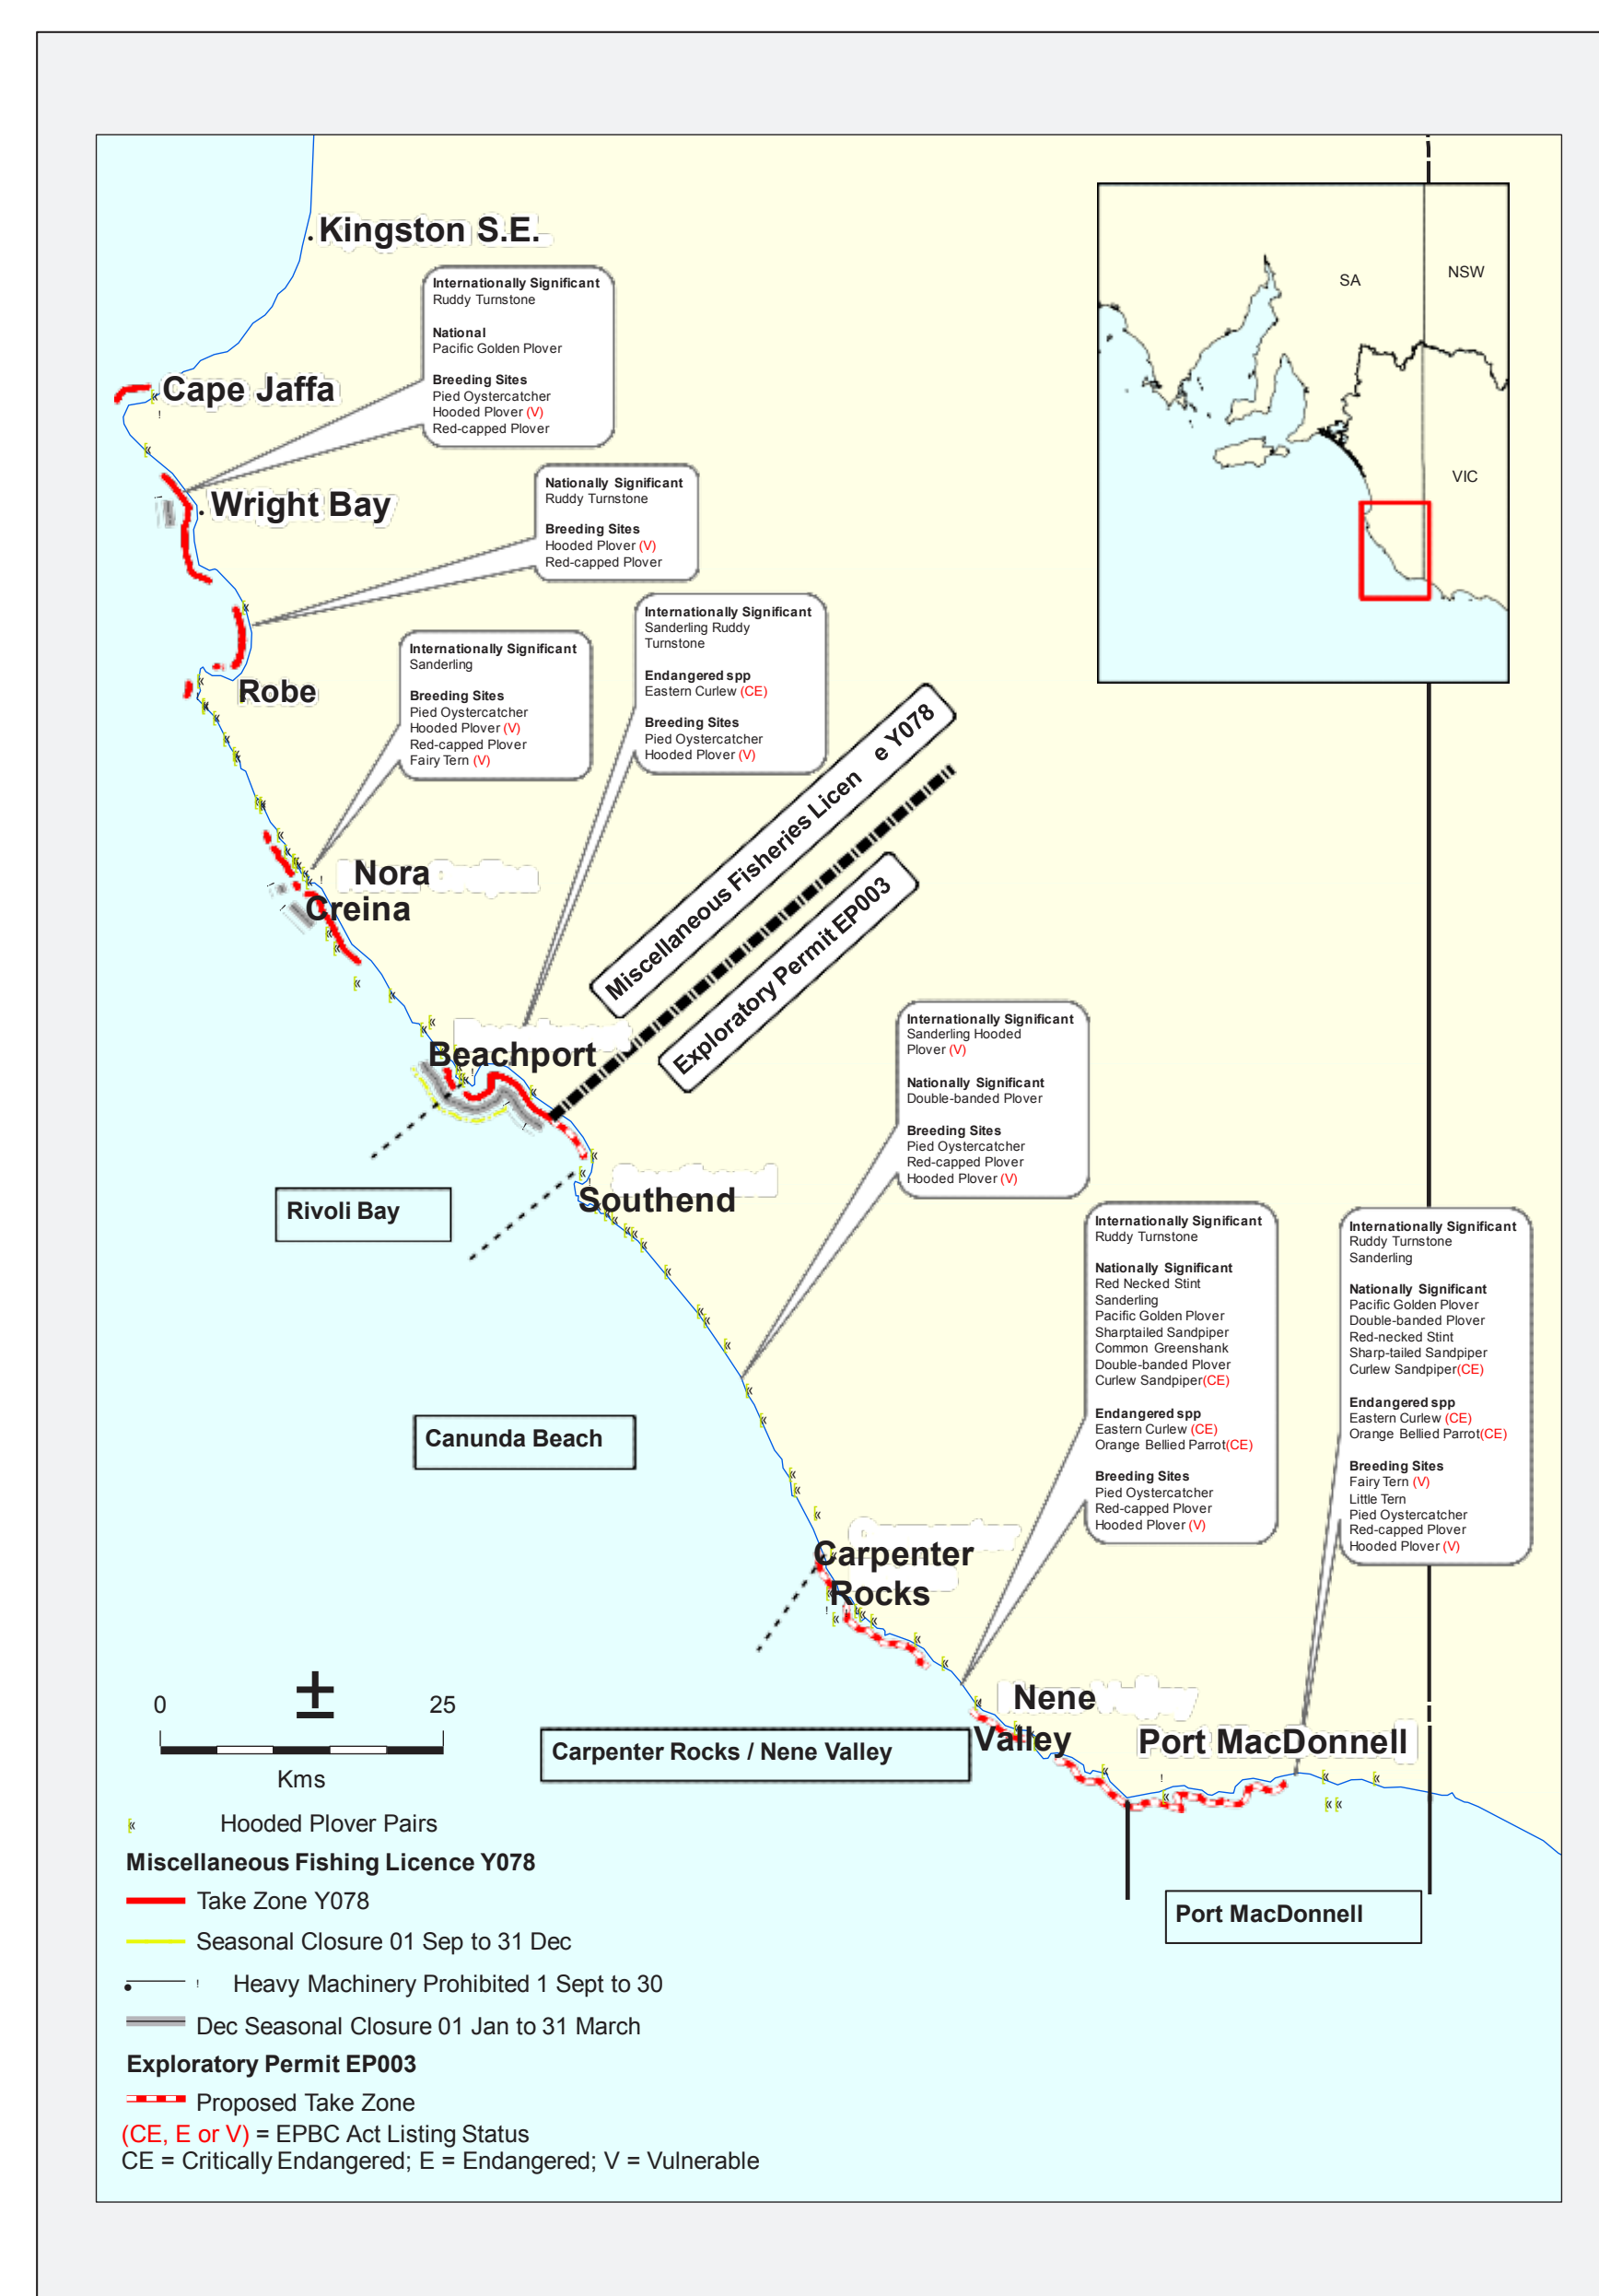 Kingston S.E.
Internationally Significant
Ruddy Turnstone
National
Pacific Golden Plover
Breeding Sites
Pied Oystercatcher
Hooded Plover (V)
Red-capped Plover
Cape Jaffa
Wright Bay
Nationally Significant
Ruddy Turnstone
Breeding Sites
Hooded Plover (V)
Red-capped Plover
Internationally Significant
Sanderling Ruddy
Turnstone
Endangered spp
Eastern Curlew (CE)
Breeding Sites
Pied Oystercatcher
Hooded Plover (V)
Internationally Significant
Sanderling
Breeding Sites
Pied Oystercatcher
Hooded Plover (V)
Red-capped Plover
Fairy Tern (V)
Robe
SA
NSW
VIC
Miscellaneous Fisheries Licen e Y078
Exploratory Permit EP003
Nora
Creina
Beachport
Rivoli Bay
Southend
Internationally Significant
Sanderling Hooded
Plover (V)
Nationally Significant
Double-banded Plover
Breeding Sites
Pied Oystercatcher
Red-capped Plover
Hooded Plover (V)
Internationally Significant
Ruddy Turnstone
Nationally Significant
Red Necked Stint
Sanderling
Pacific Golden Plover
Sharptailed Sandpiper
Common Greenshank
Double-banded Plover
Curlew Sandpiper(CE)
Endangered spp
Eastern Curlew (CE)
Orange Bellied Parrot(CE)
Breeding Sites
Pied Oystercatcher
Red-capped Plover
Hooded Plover (V)
Internationally Significant
Ruddy Turnstone
Sanderling
Nationally Significant
Pacific Golden Plover
Double-banded Plover
Red-necked Stint
Sharp-tailed Sandpiper
Curlew Sandpiper(CE)
Endangered spp
Eastern Curlew (CE)
Orange Bellied Parrot(CE)
Breeding Sites
Fairy Tern (V)
Little Tern
Pied Oystercatcher
Red-capped Plover
Hooded Plover (V)
Canunda Beach
Carpenter
Rocks
Nene
Valley
Port MacDonnell
Carpenter Rocks / Nene Valley
Port MacDonnell
0 ± 25
Kms
Hooded Plover Pairs
Miscellaneous Fishing Licence Y078
Take Zone Y078
Seasonal Closure 01 Sep to 31 Dec
! Heavy Machinery Prohibited 1 Sept to 30
Dec Seasonal Closure 01 Jan to 31 March
Exploratory Permit EP003
Proposed Take Zone
(CE, E or V) = EPBC Act Listing Status
CE = Critically Endangered; E = Endangered; V = Vulnerable